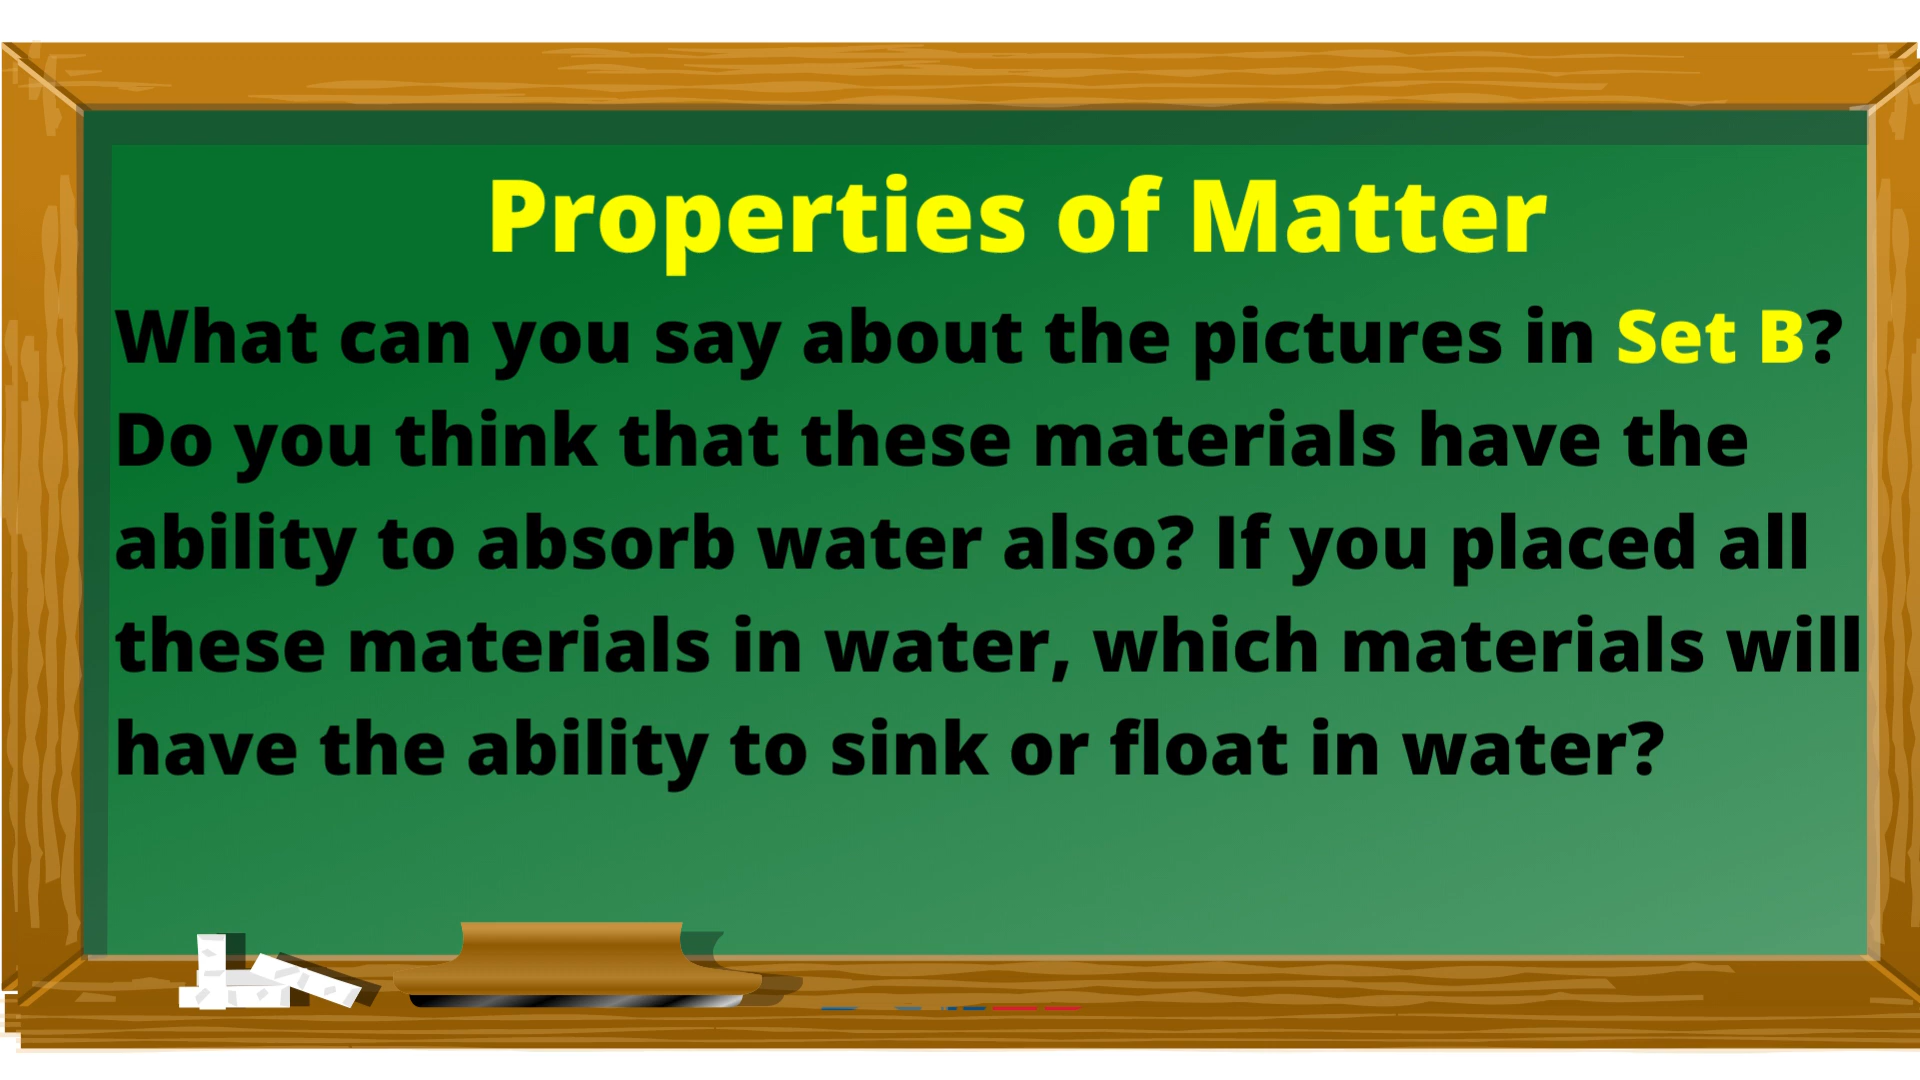 Properties of Matter
What can you say about the pictures in Set B?
Do you think that these materials have the
ability to absorb water also? If you placed all
these materials in water, which materials will
have the ability to sink or float in water?